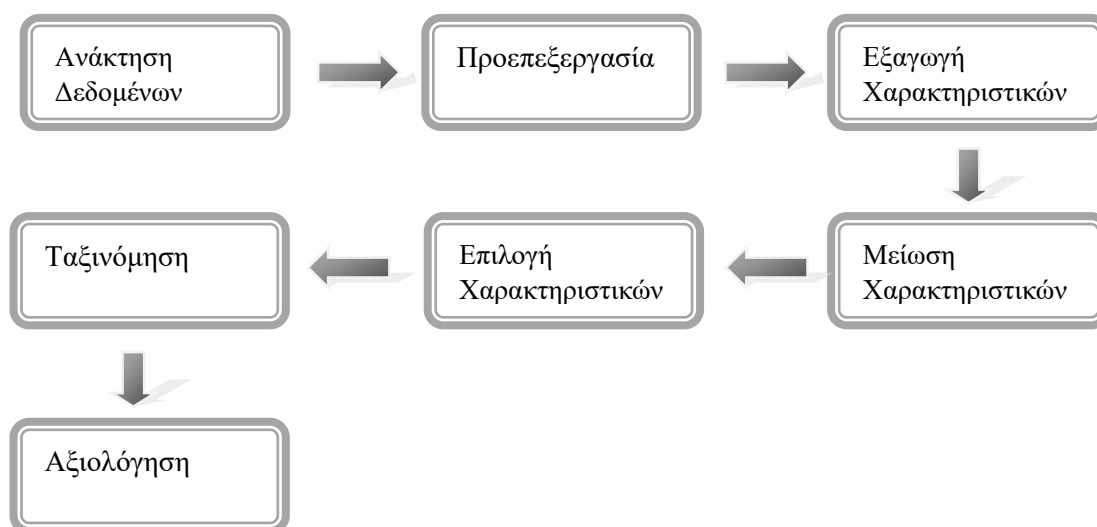 Ανάκτηση
Δεδομένων
Προεπεξεργασία
Εξαγωγή
Χαρακτηριστικών
Μείωση
Χαρακτηριστικών
Επιλογή
Χαρακτηριστικών
Ταξινόμηση
Αξιολόγηση